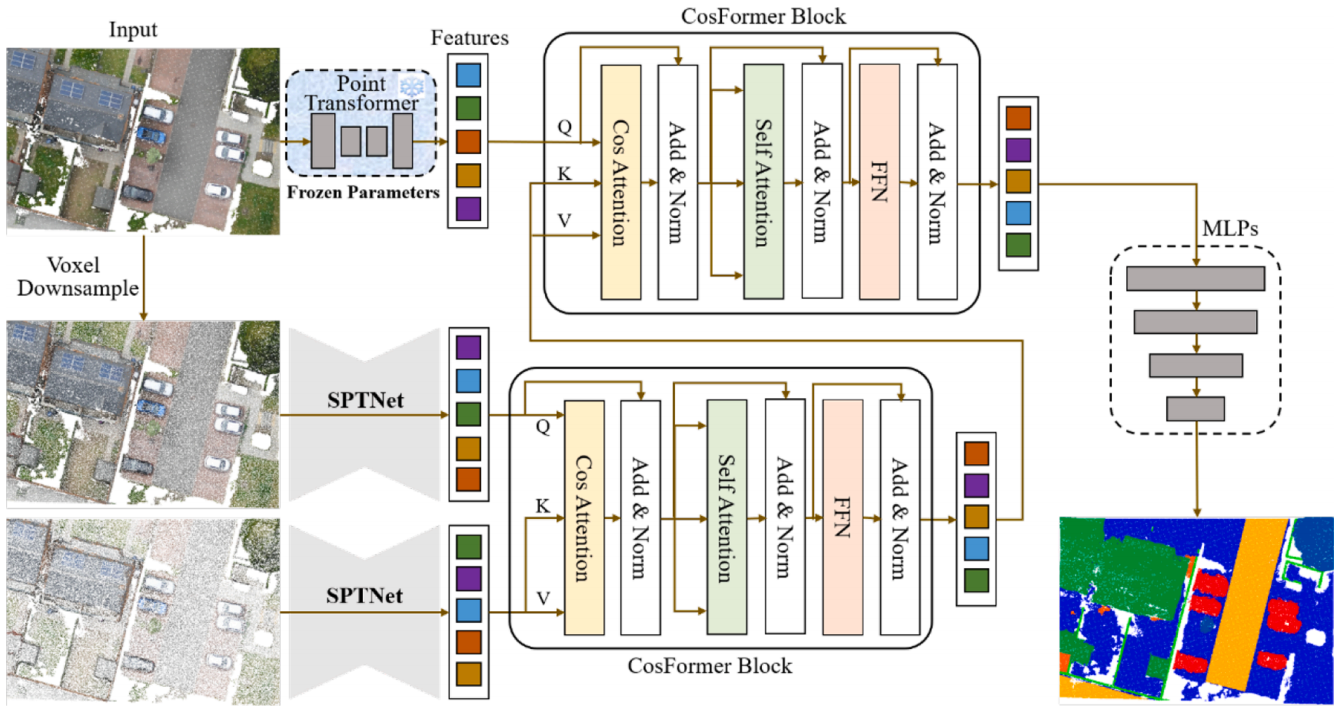 CosFormer Block
Input
Features
Point
Transformer
Frozen Parameters
Q
K
V
Cos Attention
Add & Norm
Self Attention
Add & Norm
FFN
Add & Norm
MLPs
Voxel
Downsample
SPTNet
Q
K
V
Cos Attention
Add & Norm
Self Attention
Add & Norm
FFN
Add & Norm
SPTNet
CosFormer Block